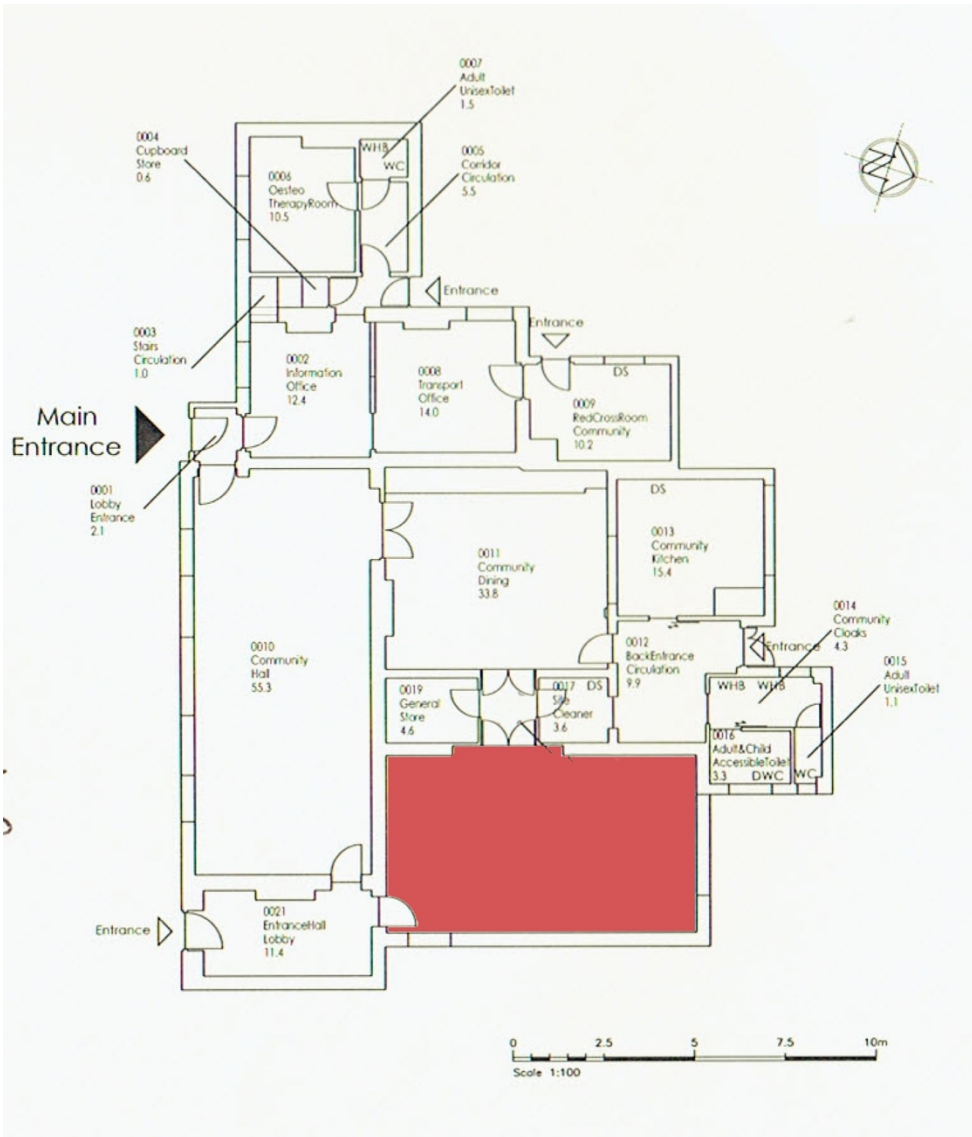 0007
Adult
UnisexToilet
1.5
0004
Cupboard
Store
0.6
0005
Corridor
Circulation
5.5
WHB
WC
0006
Oesteo
TherapyRoom
10.5
Entrance
0003
Stairs
Circulation
1.0
Entrance
0002
Information
Office
12.4
0008
Transport
Office
14.0
DS
0009
RedCrossRoom
Community
10.2
Main
Entrance
0001
Lobby
Entrance
2.1
DS
0013
Community
Kitchen
15.4
0011
Community
Dining
33.8
0014
Community
Cloaks
4.3
0010
Community
Hall
55.3
0012
BackEntrance
Circulation
9.9
Entrance
0015
Adult
UnisexToilet
1.1
0019
General
Store
4.6
0017
Site
Cleaner
3.6
DS
WHB
WHB
0016
Adult&Child
AccessibleToilet
3.3
DWC
WC
0021
EntranceHall
Lobby
11.4
Entrance
0
2.5
5
7.5
10m
Scale 1:100
N